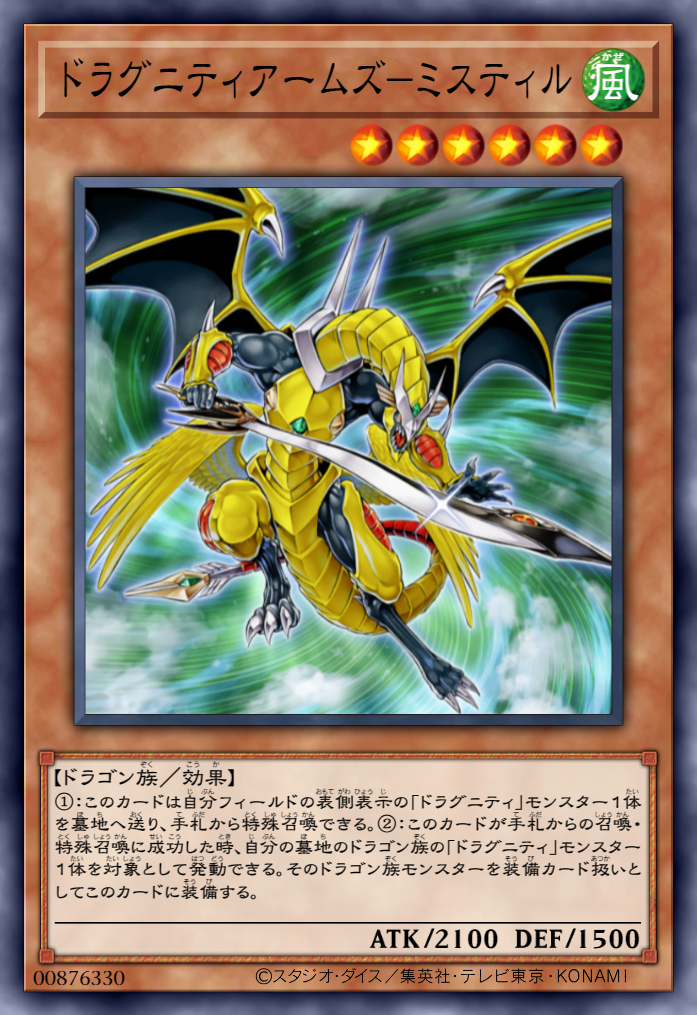 ドラグニティアームズ－ミスティル
風
【ドラゴン族／効果】
①:このカードは自分フィールドの表側表示の「ドラグニティ」モンスター1体
を墓地へ送り、手札から特殊召喚できる。②:このカードが手札からの召喚・
特殊召喚に成功した時、自分の墓地のドラゴン族の「ドラグニティ」モンスター
1体を対象として発動できる。そのドラゴン族モンスターを装備カード扱いと
してこのカードに装備する。
ATK/2100 DEF/1500
00876330 ©スタジオ・ダイス／集英社・テレビ東京・KONAMI